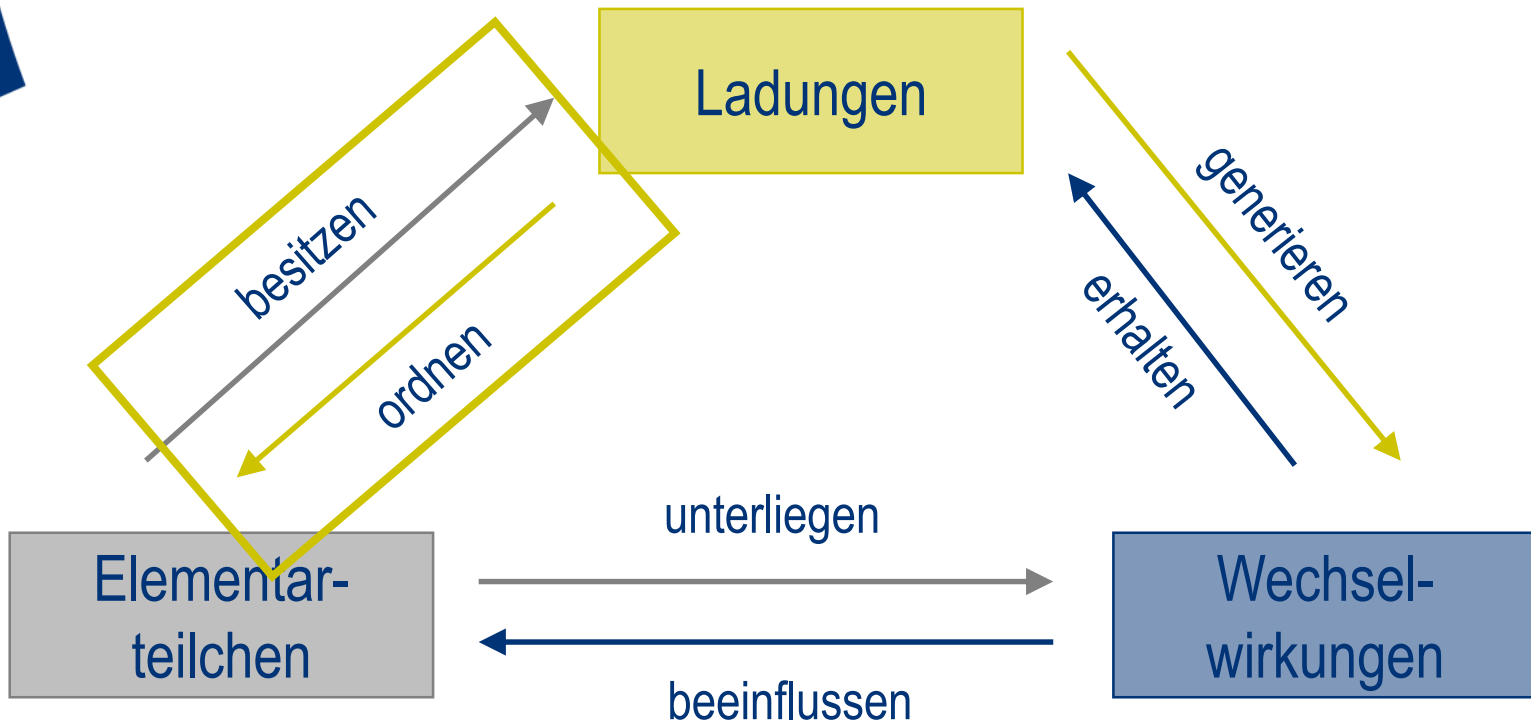 Ladungen
besitzen
generieren
ordnen
erhalten
unterliegen
Elementar-
teilchen
Wechsel-
wirkungen
beeinflussen